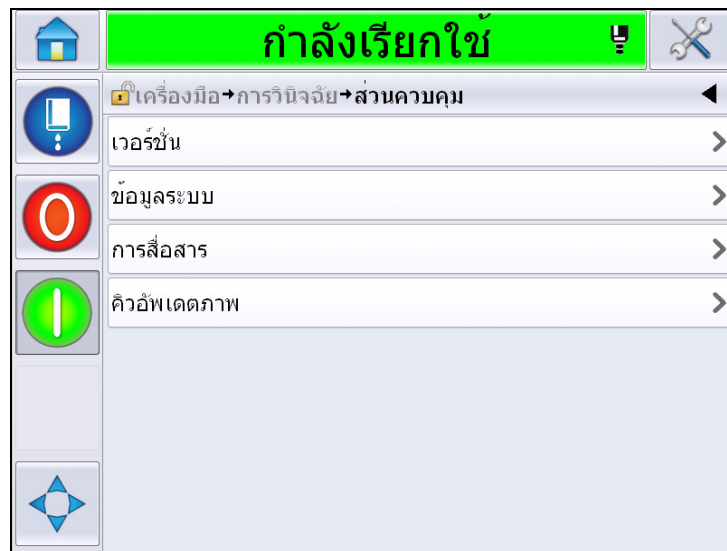 กำลังเรียกใช้
เครื่องมือ→การวินิจฉัย→ส่วนควบคุม
เวอร์ชั่น
ข้อมูลระบบ
การสื่อสาร
คิวอัพเดตภาพ